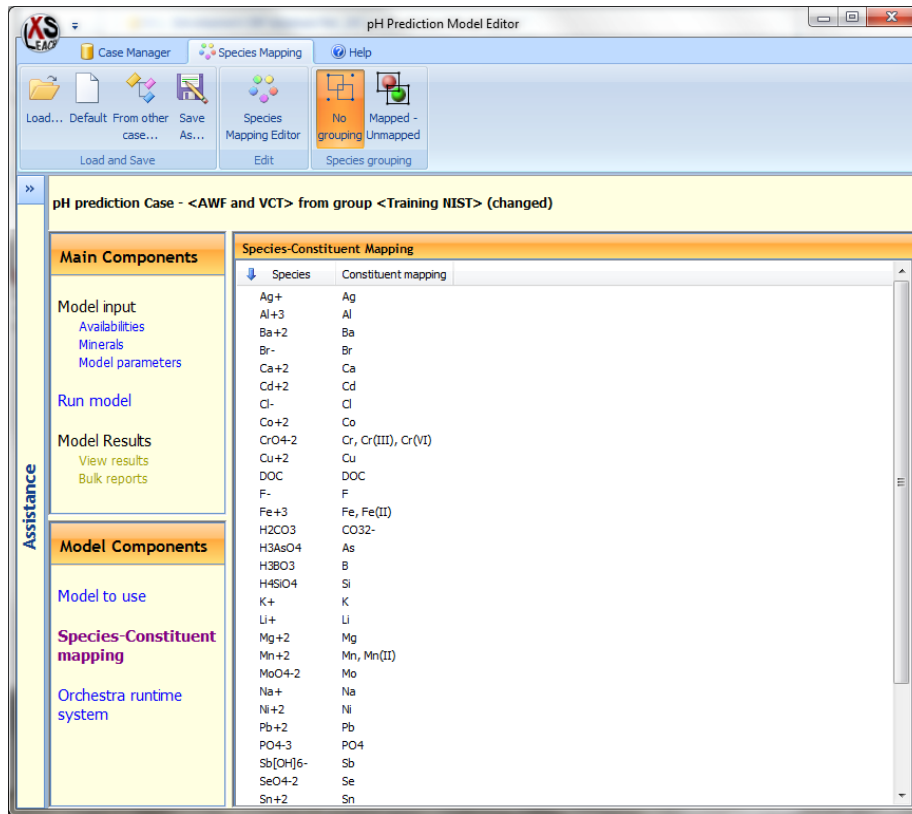 pH Prediction Model Editor
XS
LEACH
Case Manager Species Mapping Help
Load... Default From other case... Save As...
Species Mapping Editor
No grouping Mapped - Unmapped
Load and Save Edit Species grouping
»
pH prediction Case - <AWF and VCT> from group <Training NIST> (changed)
Assistance
Main Components
Model input
Availabilities
Minerals
Model parameters
Run model
Model Results
View results
Bulk reports
Model Components
Model to use
Species-Constituent
mapping
Orchestra runtime
system
Species-Constituent Mapping
Species Constituent mapping
Ag+ Ag
Al+3 Al
Ba+2 Ba
Br- Br
Ca+2 Ca
Cd+2 Cd
Cl- Cl
Co+2 Co
CrO4-2 Cr, Cr(III), Cr(VI)
Cu+2 Cu
DOC DOC
F- F
Fe+3 Fe, Fe(II)
H2CO3 CO32-
H3AsO4 As
H3BO3 B
H4SiO4 Si
K+ K
Li+ Li
Mg+2 Mg
Mn+2 Mn, Mn(II)
MoO4-2 Mo
Na+ Na
Ni+2 Ni
Pb+2 Pb
PO4-3 PO4
Sb[OH]6- Sb
SeO4-2 Se
Sn+2 Sn